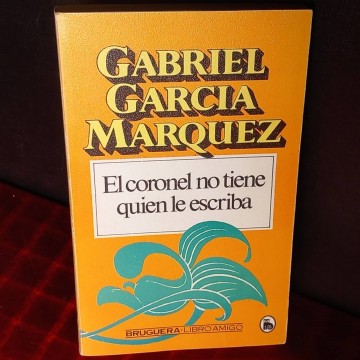 GABRIEL
GARCIA
MARQUEZ
El coronel no tiene
quien le escriba
BRUGUERA·LIBRO AMIGO